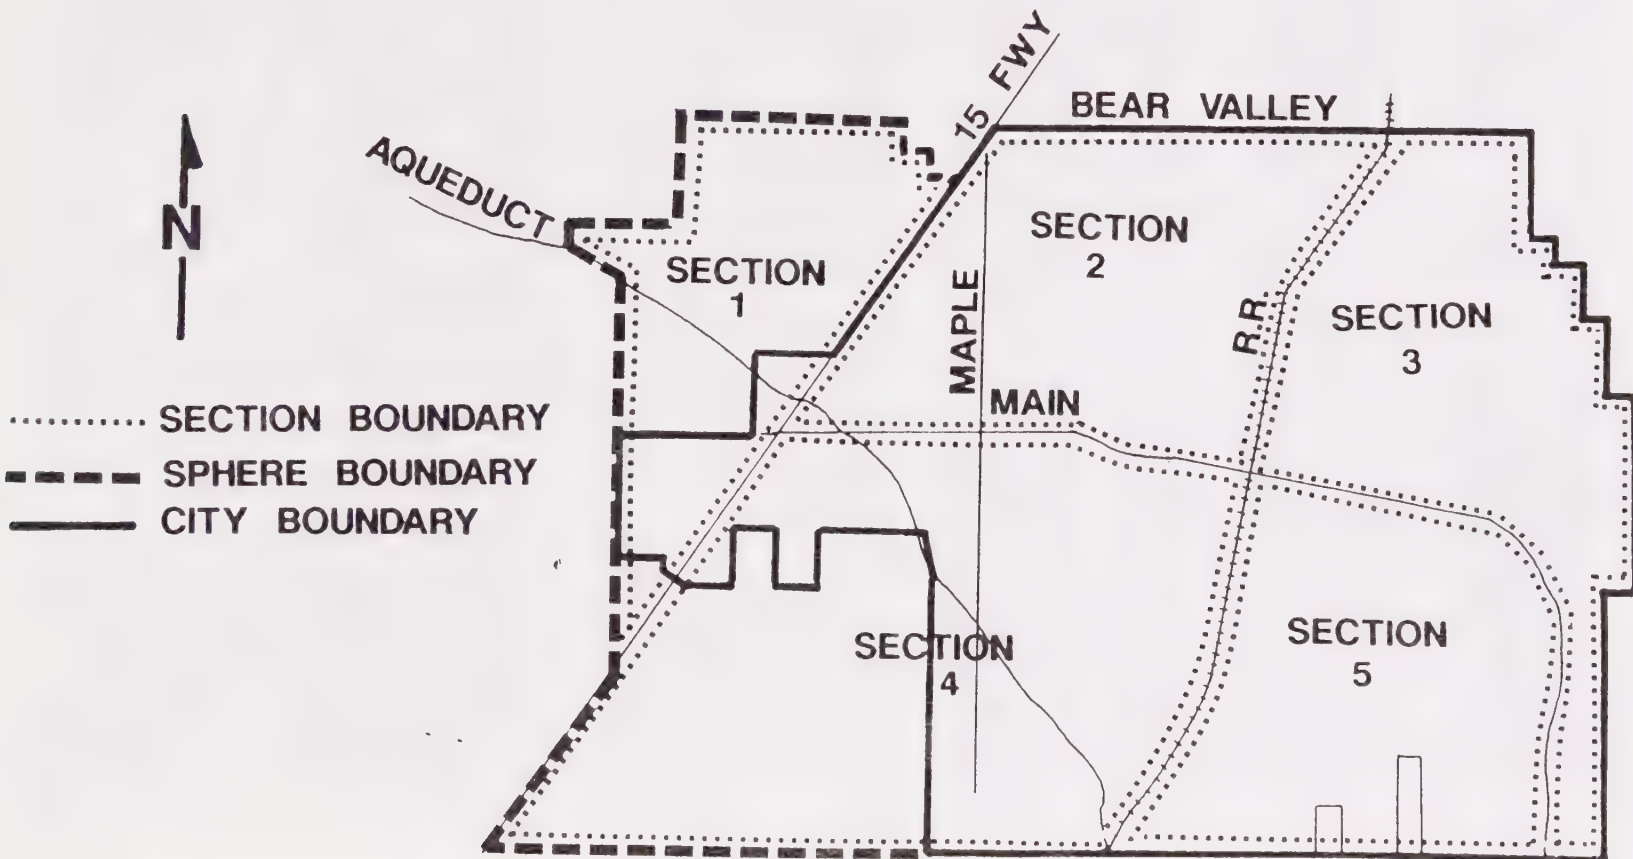 15 FWY
BEAR VALLEY
AQUEDUCT
N
SECTION
1
SECTION
2
MAPLE
R.R.
SECTION
3
MAIN
SECTION BOUNDARY
SPHERE BOUNDARY
CITY BOUNDARY
SECTION
4
SECTION
5